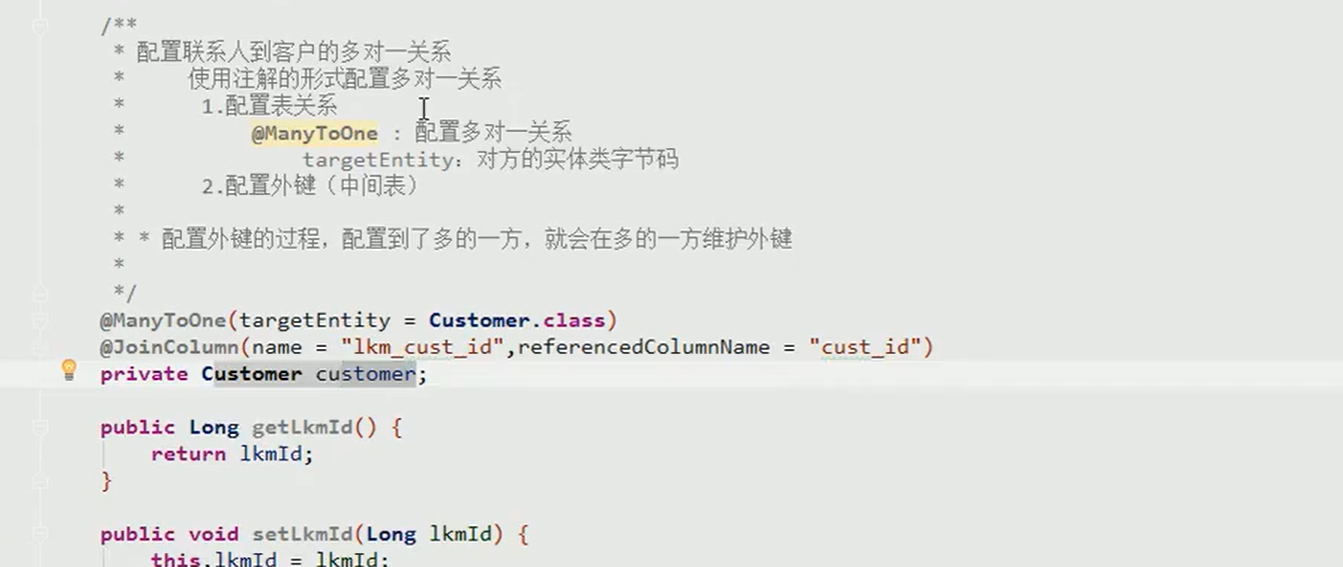 /**
 * 配置联系人到客户的多对一关系
 *     使用注解的形式配置多对一关系
 *      1.配置表关系
 *          @ManyToOne : 配置多对一关系
 *              targetEntity：对方的实体类字节码
 *      2.配置外键（中间表）
 *
 * * 配置外键的过程，配置到了多的一方，就会在多的一方维护外键
 *
 */
@ManyToOne(targetEntity = Customer.class)
@JoinColumn(name = "lkm_cust_id",referencedColumnName = "cust_id")
private Customer customer;
public Long getLkmId() {
    return lkmId;
}
public void setLkmId(Long lkmId) {
    this.lkmId = lkmId;